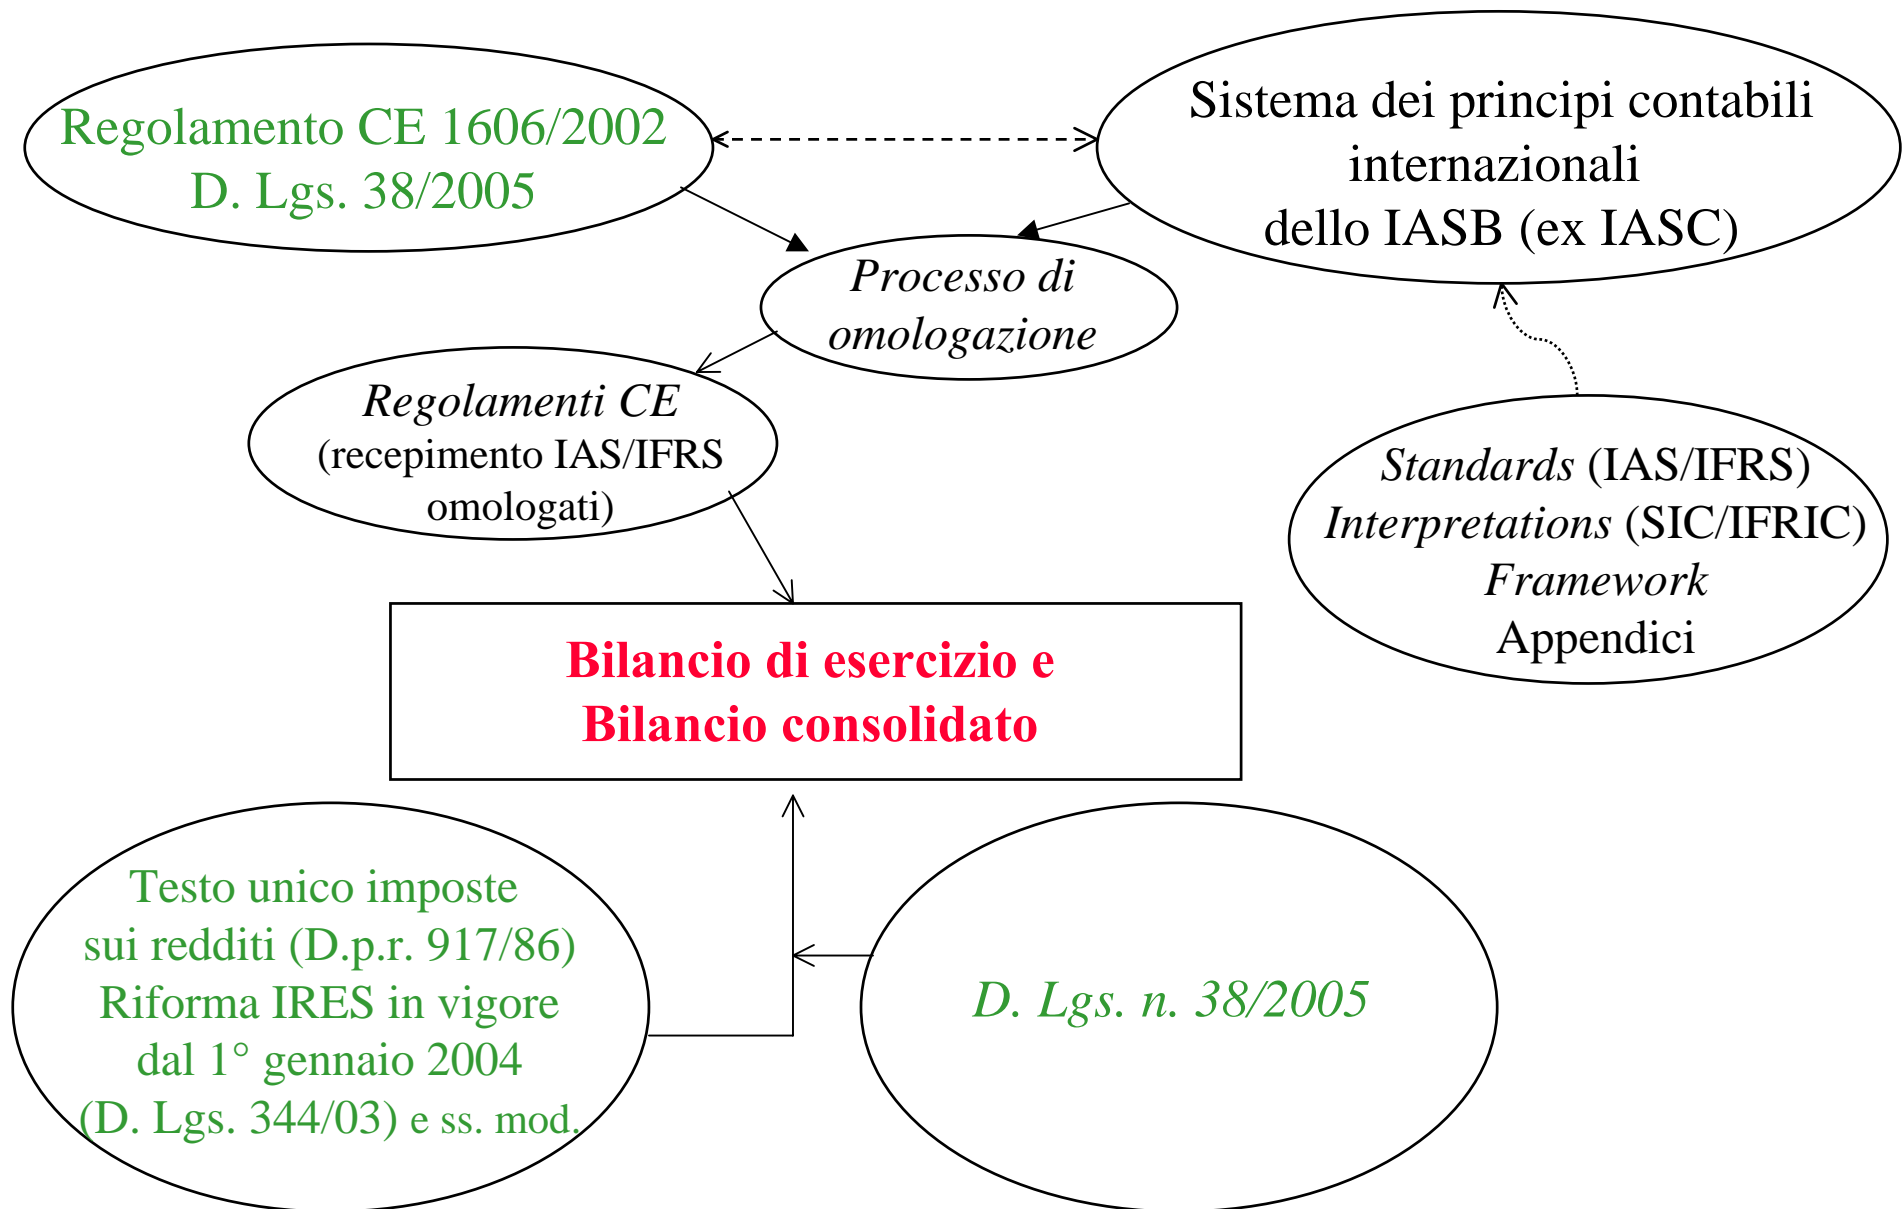 Regolamento CE 1606/2002
D. Lgs. 38/2005
Sistema dei principi contabili
internazionali
dello IASB (ex IASC)
Processo di
omologazione
Regolamenti CE
(recepimento IAS/IFRS
omologati)
Standards (IAS/IFRS)
Interpretations (SIC/IFRIC)
Framework
Appendici
Bilancio di esercizio e
Bilancio consolidato
Testo unico imposte
sui redditi (D.p.r. 917/86)
Riforma IRES in vigore
dal 1° gennaio 2004
(D. Lgs. 344/03) e ss. mod.
D. Lgs. n. 38/2005